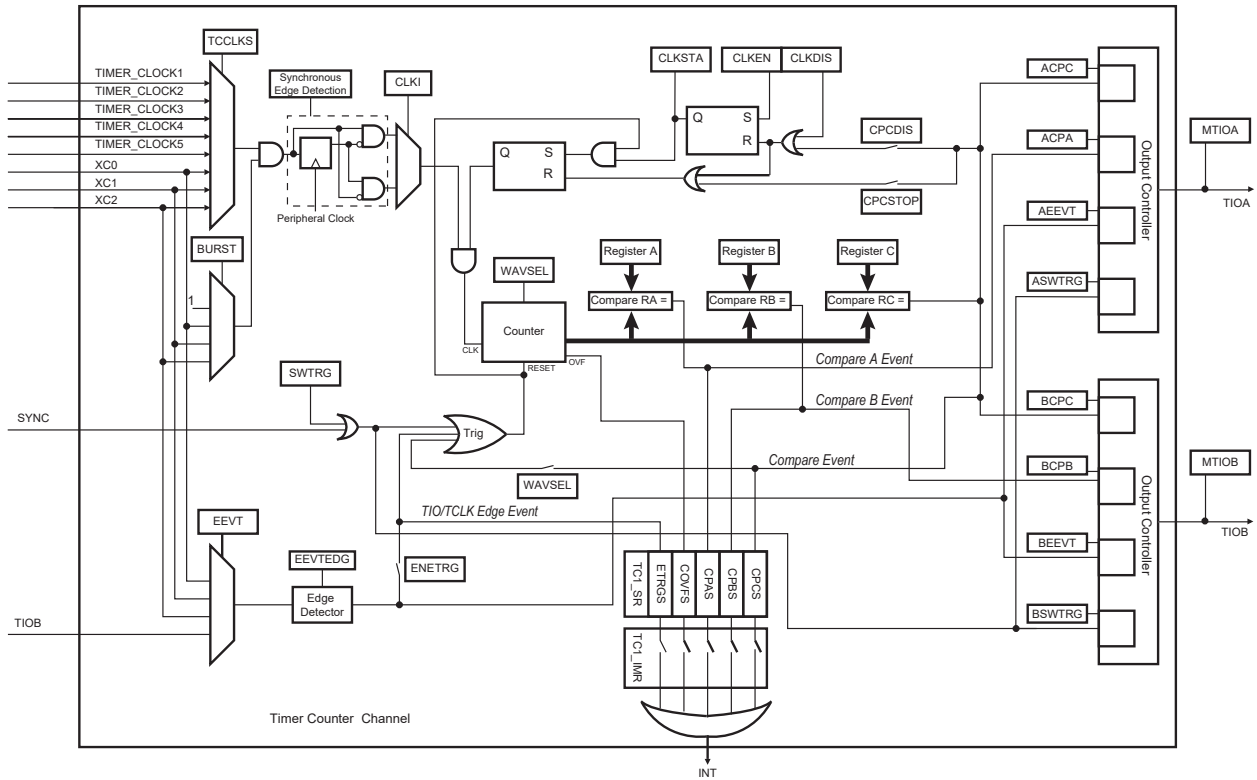 TCCLKS
TIMER_CLOCK1
TIMER_CLOCK2
TIMER_CLOCK3
TIMER_CLOCK4
TIMER_CLOCK5
XC0
XC1
XC2
Synchronous
Edge Detection
CLKI
Peripheral Clock
BURST
1
CLKSTA
CLKEN
CLKDIS
Q
S
R
Q
S
R
CPCDIS
CPCSTOP
ACPC
ACPA
AEEVT
ASWTRG
Output Controller
MTIOA
TIOA
Register A
Register B
Register C
Compare RA =
Compare RB =
Compare RC =
WAVSEL
Counter
CLK
RESET
OVF
SWTRG
SYNC
Trig
WAVSEL
Compare A Event
Compare B Event
Compare Event
TIO/TCLK Edge Event
BCPC
BCPB
BEEVT
BSWTRG
Output Controller
MTIOB
TIOB
EEVT
EEVTEDG
Edge
Detector
ENETRG
TIOB
TC1_SR
ETRGS
COVFS
CPAS
CPBS
CPCS
TC1_IMR
Timer Counter Channel
INT